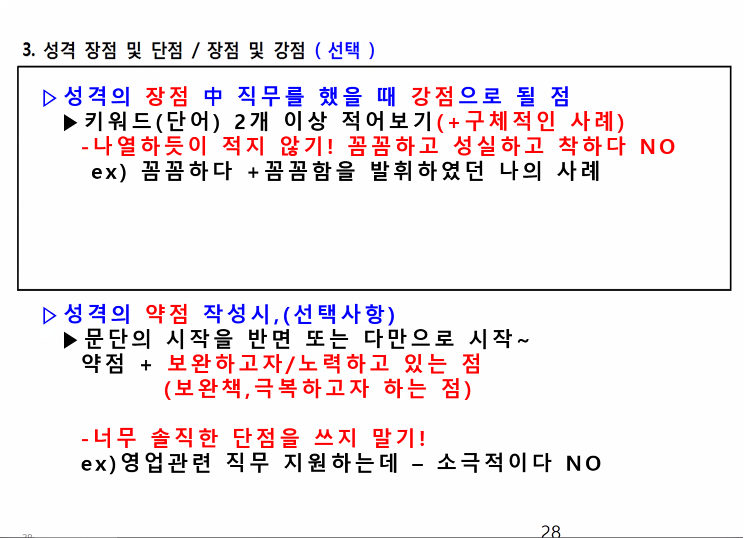 3. 성격 장점 및 단점 / 장점 및 강점 ( 선택 )
▷성격의 장점 中 직무를 했을 때 강점으로 될 점
▶키워드(단어) 2개 이상 적어보기(+구체적인 사례)
-나열하듯이 적지 않기! 꼼꼼하고 성실하고 착하다 NO
ex) 꼼꼼하다 +꼼꼼함을 발휘하였던 나의 사례
▷성격의 약점 작성시,(선택사항)
▶문단의 시작을 반면 또는 다만으로 시작~
약점 + 보완하고자/노력하고 있는 점
(보완책,극복하고자 하는 점)
-너무 솔직한 단점을 쓰지 말기!
ex)영업관련 직무 지원하는데 – 소극적이다 NO
28